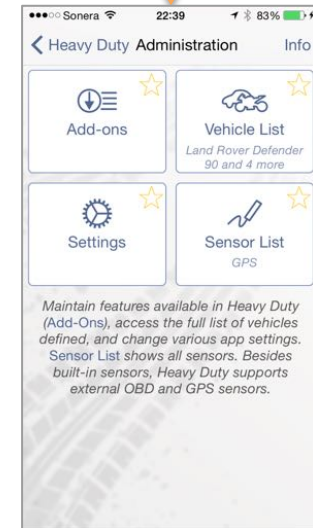 Sonera 22:39 83%
Heavy Duty Administration Info
Add-ons
Vehicle List
Land Rover Defender
90 and 4 more
Settings
Sensor List
GPS
Maintain features available in Heavy Duty
(Add-Ons), access the full list of vehicles
defined, and change various app settings.
Sensor List shows all sensors. Besides
built-in sensors, Heavy Duty supports
external OBD and GPS sensors.